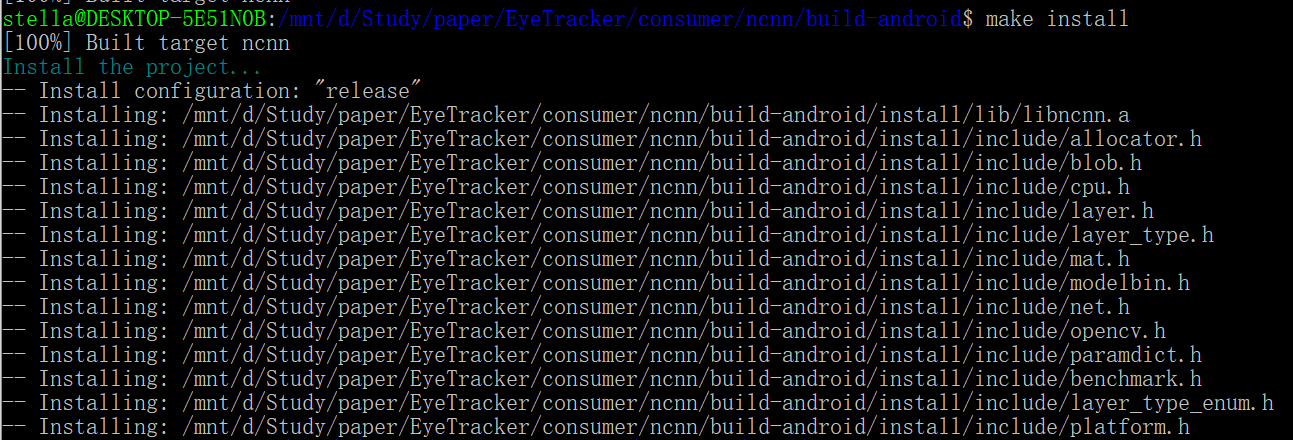 [100%] Built target ncnn
stella@DESKTOP-5E51N0B:/mnt/d/Study/paper/EyeTracker/consumer/ncnn/build-android$ make install
[100%] Built target ncnn
Install the project...
-- Install configuration: "release"
-- Installing: /mnt/d/Study/paper/EyeTracker/consumer/ncnn/build-android/install/lib/libncnn.a
-- Installing: /mnt/d/Study/paper/EyeTracker/consumer/ncnn/build-android/install/include/allocator.h
-- Installing: /mnt/d/Study/paper/EyeTracker/consumer/ncnn/build-android/install/include/blob.h
-- Installing: /mnt/d/Study/paper/EyeTracker/consumer/ncnn/build-android/install/include/cpu.h
-- Installing: /mnt/d/Study/paper/EyeTracker/consumer/ncnn/build-android/install/include/layer.h
-- Installing: /mnt/d/Study/paper/EyeTracker/consumer/ncnn/build-android/install/include/layer_type.h
-- Installing: /mnt/d/Study/paper/EyeTracker/consumer/ncnn/build-android/install/include/mat.h
-- Installing: /mnt/d/Study/paper/EyeTracker/consumer/ncnn/build-android/install/include/modelbin.h
-- Installing: /mnt/d/Study/paper/EyeTracker/consumer/ncnn/build-android/install/include/net.h
-- Installing: /mnt/d/Study/paper/EyeTracker/consumer/ncnn/build-android/install/include/opencv.h
-- Installing: /mnt/d/Study/paper/EyeTracker/consumer/ncnn/build-android/install/include/paramdict.h
-- Installing: /mnt/d/Study/paper/EyeTracker/consumer/ncnn/build-android/install/include/benchmark.h
-- Installing: /mnt/d/Study/paper/EyeTracker/consumer/ncnn/build-android/install/include/layer_type_enum.h
-- Installing: /mnt/d/Study/paper/EyeTracker/consumer/ncnn/build-android/install/include/platform.h